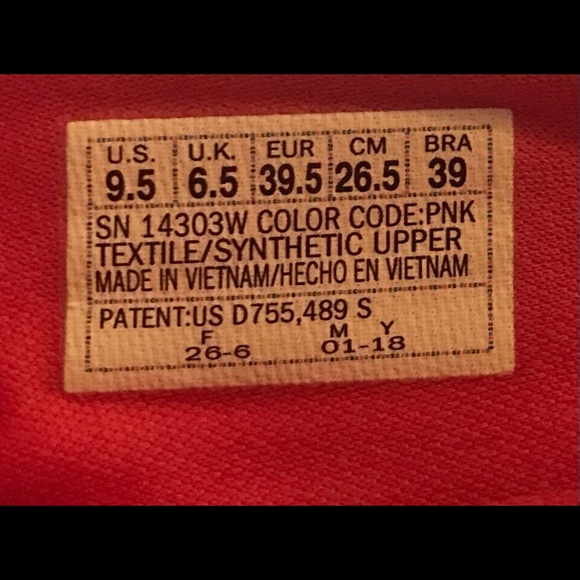 U.S. U.K. EUR CM BRA
9.5 6.5 39.5 26.5 39
SN 14303W COLOR CODE:PNK
TEXTILE/SYNTHETIC UPPER
MADE IN VIETNAM/HECHO EN VIETNAM
PATENT:US D755,489 S
F M Y
26-6 01-18